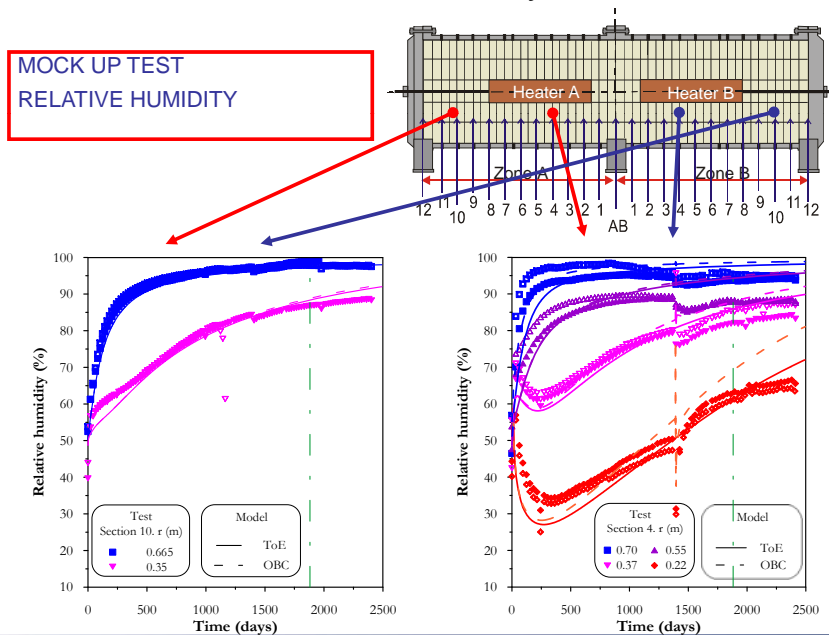 MOCK UP TEST
RELATIVE HUMIDITY
Heater A
Heater B
Zone A
Zone B
12 11 10 9 8 7 6 5 4 3 2 1 AB 1 2 3 4 5 6 7 8 9 10 11 12
100
90
80
70
60
50
40
30
20
10
Relative humidity (%)
Test
Section 10. r (m)
0.665
0.35
Model
ToE
OBC
0 500 1000 1500 2000 2500
Time (days)
100
90
80
70
60
50
40
30
20
10
Relative humidity (%)
Test
Section 4. r (m)
0.70 0.55
0.37 0.22
Model
ToE
OBC
0 500 1000 1500 2000 2500
Time (days)